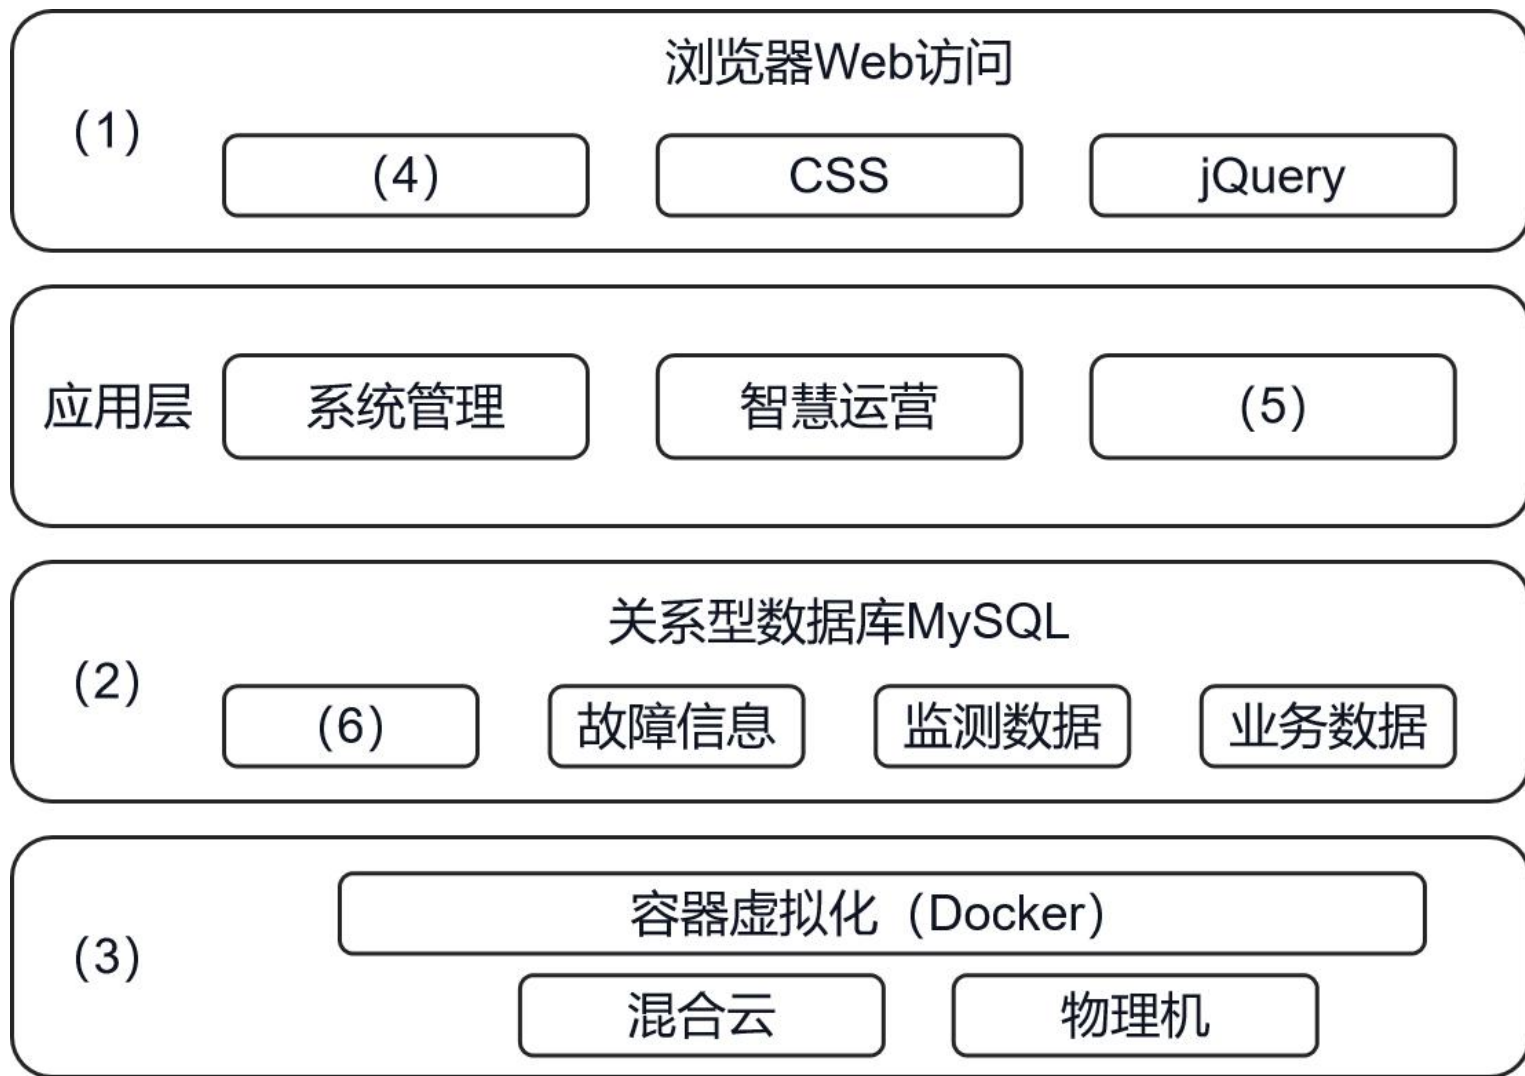 浏览器Web访问
(1)
(4)
CSS
jQuery
应用层
系统管理
智慧运营
(5)
关系型数据库MySQL
(2)
(6)
故障信息
监测数据
业务数据
(3)
容器虚拟化（Docker）
混合云
物理机